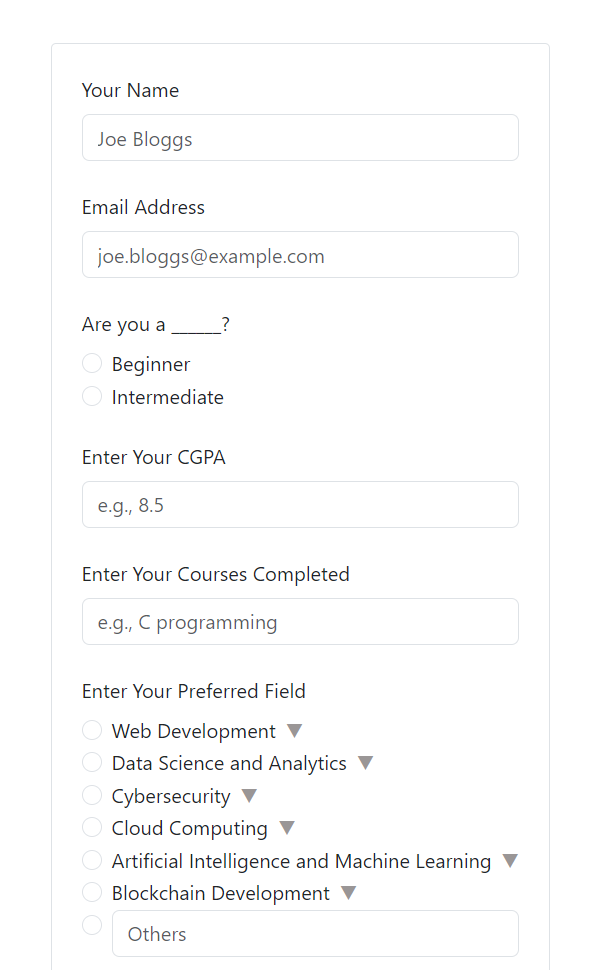 Your Name
Joe Bloggs
Email Address
joe.bloggs@example.com
Are you a ______?
Beginner
Intermediate
Enter Your CGPA
e.g., 8.5
Enter Your Courses Completed
e.g., C programming
Enter Your Preferred Field
Web Development ▼
Data Science and Analytics ▼
Cybersecurity ▼
Cloud Computing ▼
Artificial Intelligence and Machine Learning ▼
Blockchain Development ▼
Others